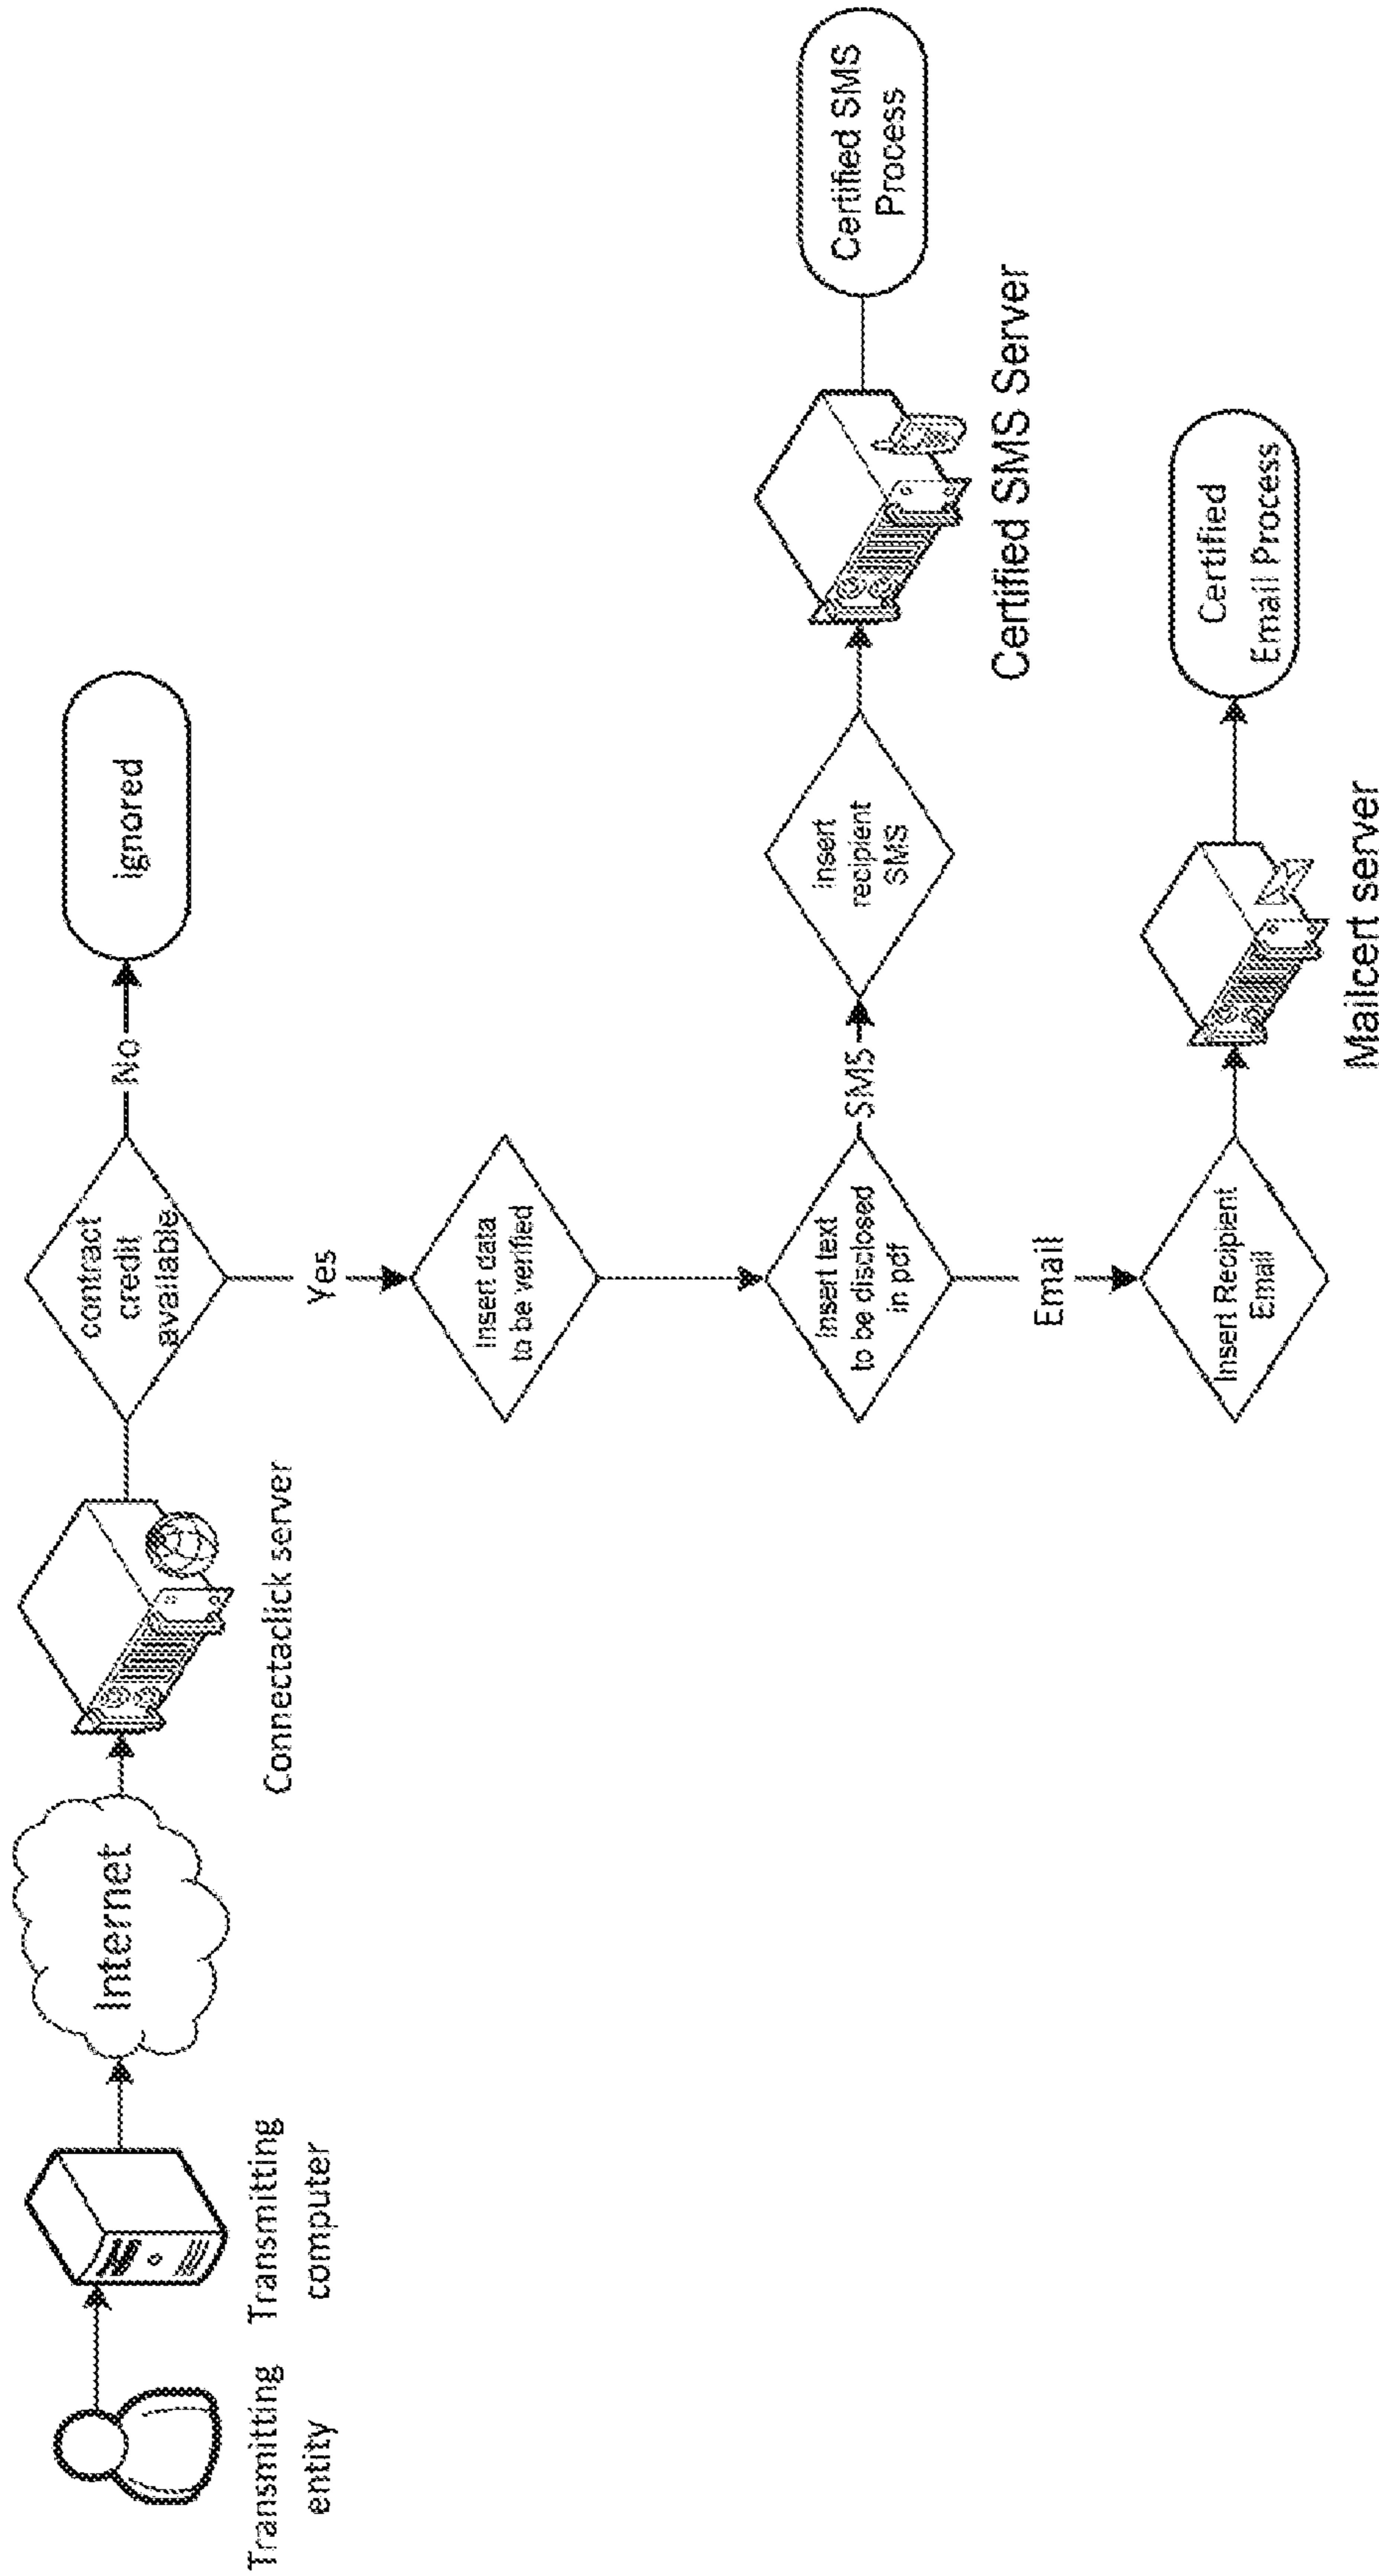 Transmitting
entity
Transmitting
computer
Internet
Connectaclick server
contract
credit
available
No
ignored
Yes
Insert data
to be verified
Insert text
to be disclosed
in pdf
SMS
Insert
recipient
SMS
Certified SMS Server
Certified SMS
Process
Email
Insert Recipient
Email
Mailcert server
Certified
Email Process